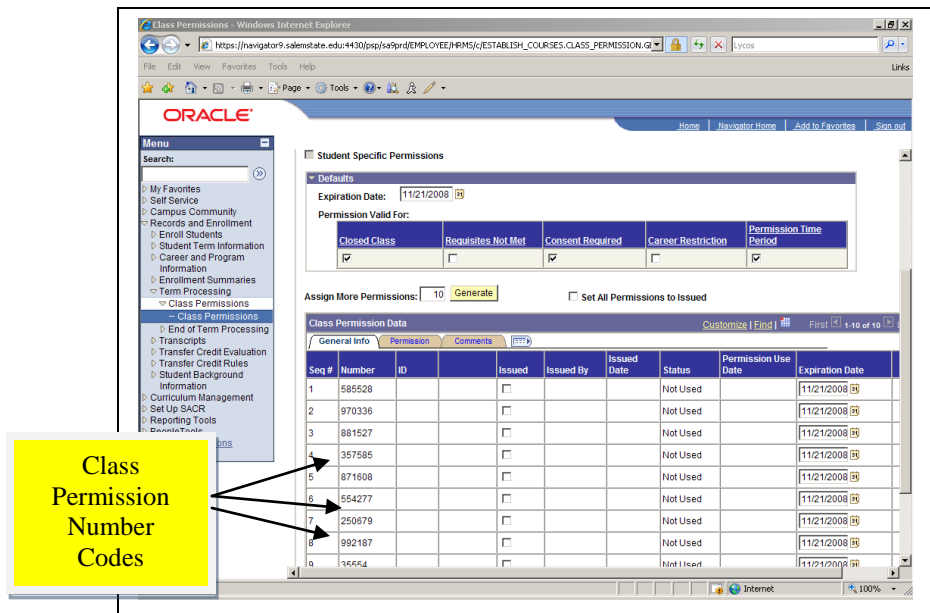 Class Permissions - Windows Internet Explorer
https://navigator9.salemstate.edu:4430/psp/sa9prd/EMPLOYEE/HRMS/c/ESTABLISH_COURSES.CLASS_PERMISSION.G
Lycos
File Edit View Favorites Tools Help
Links
Page Tools
ORACLE
Home Navigator Home Add to Favorites Sign out
Menu
Search:
My Favorites
Self Service
Campus Community
Records and Enrollment
Enroll Students
Student Term Information
Career and Program
Information
Enrollment Summaries
Term Processing
Class Permissions
– Class Permissions
End of Term Processing
Transcripts
Transfer Credit Evaluation
Transfer Credit Rules
Student Background
Information
Curriculum Management
Set Up SACR
Reporting Tools
PeopleTools
ons
Student Specific Permissions
Defaults
Expiration Date: 11/21/2008
Permission Valid For:
Closed Class Requisites Not Met Consent Required Career Restriction Permission Time Period
Assign More Permissions: 10 Generate Set All Permissions to Issued
Class Permission Data Customize | Find | First 1-10 of 10
General Info Permission Comments
Seq # Number ID Issued Issued By Issued Date Status Permission Use Date Expiration Date
1 585528 Not Used 11/21/2008
2 970336 Not Used 11/21/2008
3 881527 Not Used 11/21/2008
4 357585 Not Used 11/21/2008
5 871608 Not Used 11/21/2008
6 554277 Not Used 11/21/2008
7 250679 Not Used 11/21/2008
8 992187 Not Used 11/21/2008
9 35554 Not Used 11/21/2008
Class
Permission
Number
Codes
Internet 100%